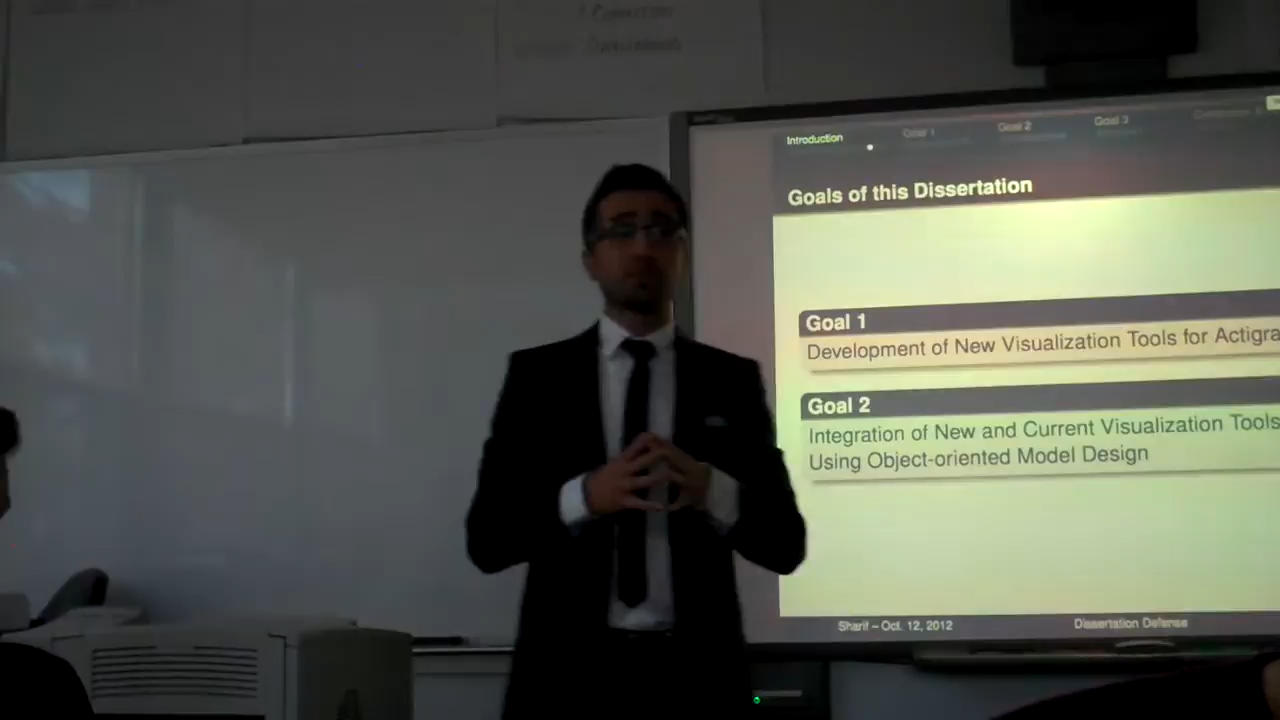 Introduction
Goal 1
Goal 2
Goal 3
Goals of this Dissertation
Goal 1
Development of New Visualization Tools for Actigra
Goal 2
Integration of New and Current Visualization Tools
Using Object-oriented Model Design
Sharif – Oct. 12, 2012
Dissertation Defense